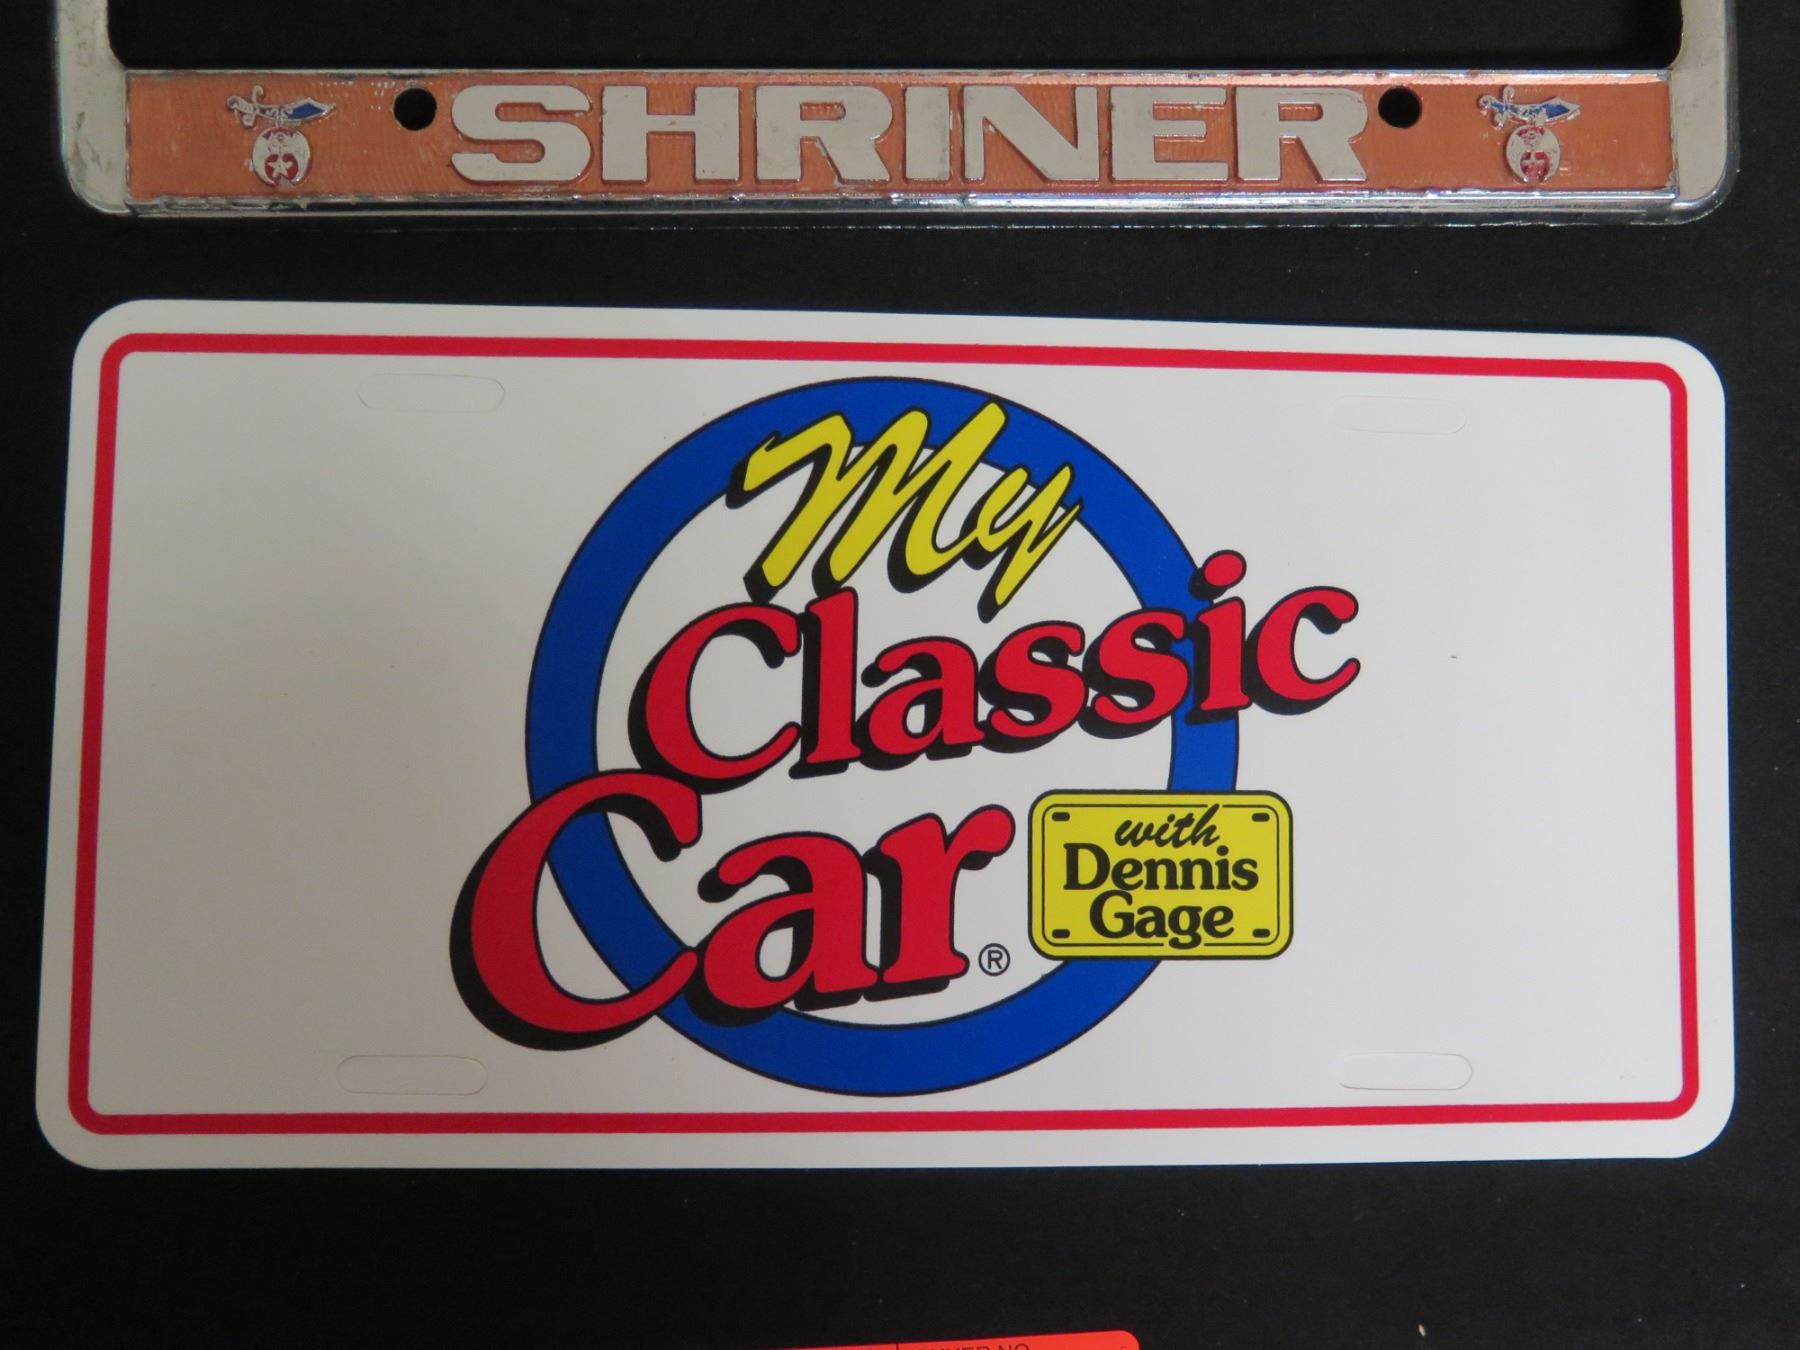 SHRINER
My
Classic
Car®
with
Dennis
Gage